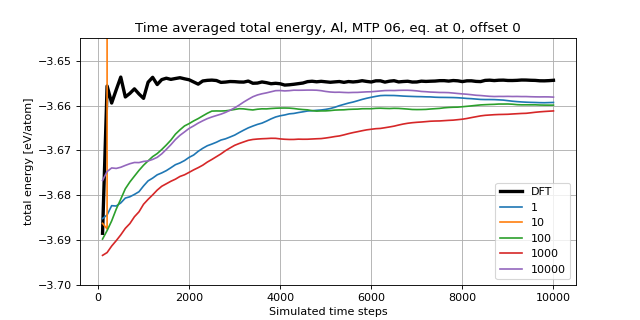 Time averaged total energy, Al, MTP 06, eq. at 0, offset 0
total energy [eV/atom]
−3.65
−3.66
−3.67
−3.68
−3.69
−3.70
DFT
1
10
100
1000
10000
0 2000 4000 6000 8000 10000
Simulated time steps